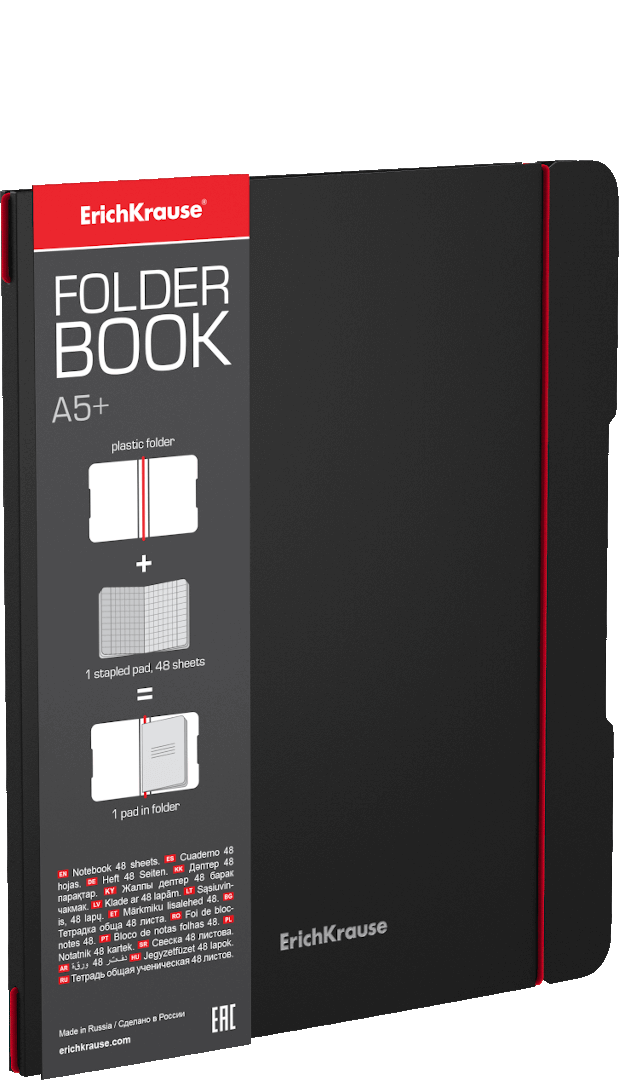 ErichKrause®
FOLDER
BOOK
A5+
plastic folder
+
1 stapled pad, 48 sheets
=
1 pad in folder
EN Notebook 48 sheets. ES Cuaderno 48
hojas. DE Heft 48 Seiten. KK Дәптер 48
парақтар. KY Жалпы дептер 48 барак
чакмак. LV Klade ar 48 lapām. LT Sąsiuvin-
is, 48 lapų. ET Märkmiku lisalehed 48. BG
Тетрадка обща 48 листа. RO Foi de bloc-
notes 48. PT Bloco de notas folhas 48. PL
Notatnik 48 kartek. SR Свеска 48 листова.
AR دفتر 48 ورقة HU Jegyzetfüzet 48 lapok.
RU Тетрадь общая ученическая 48 листов.
Made in Russia / Сделано в России
EAC
erichkrause.com
ErichKrause